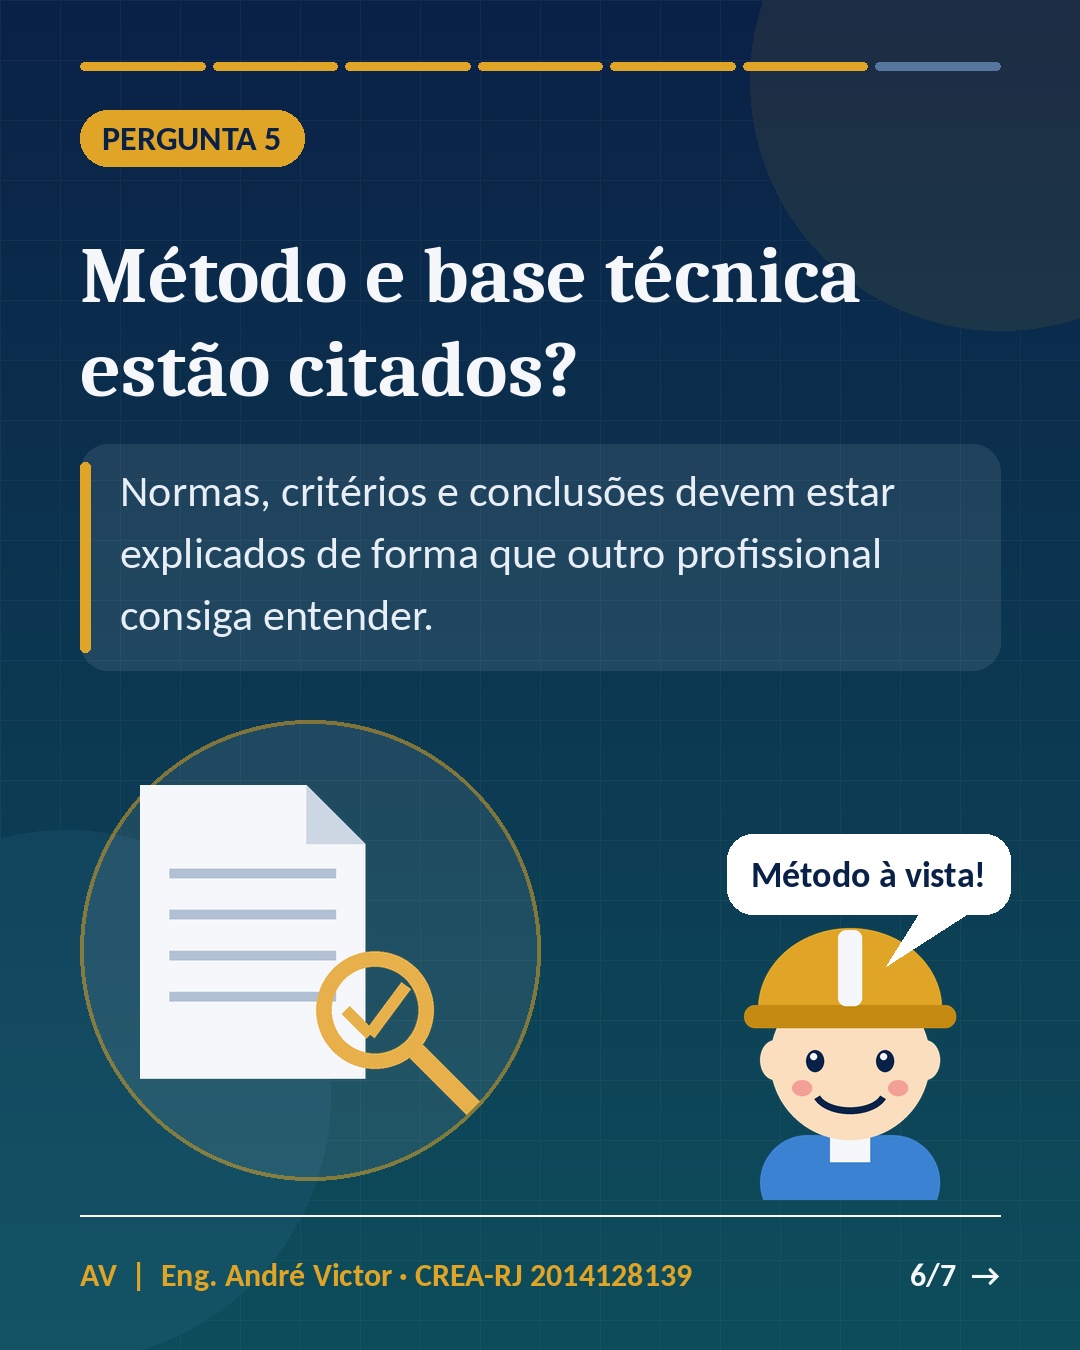 PERGUNTA 5
Método e base técnica
estão citados?
Normas, critérios e conclusões devem estar
explicados de forma que outro profissional
consiga entender.
Método à vista!
AV | Eng. André Victor · CREA-RJ 2014128139
6/7 →